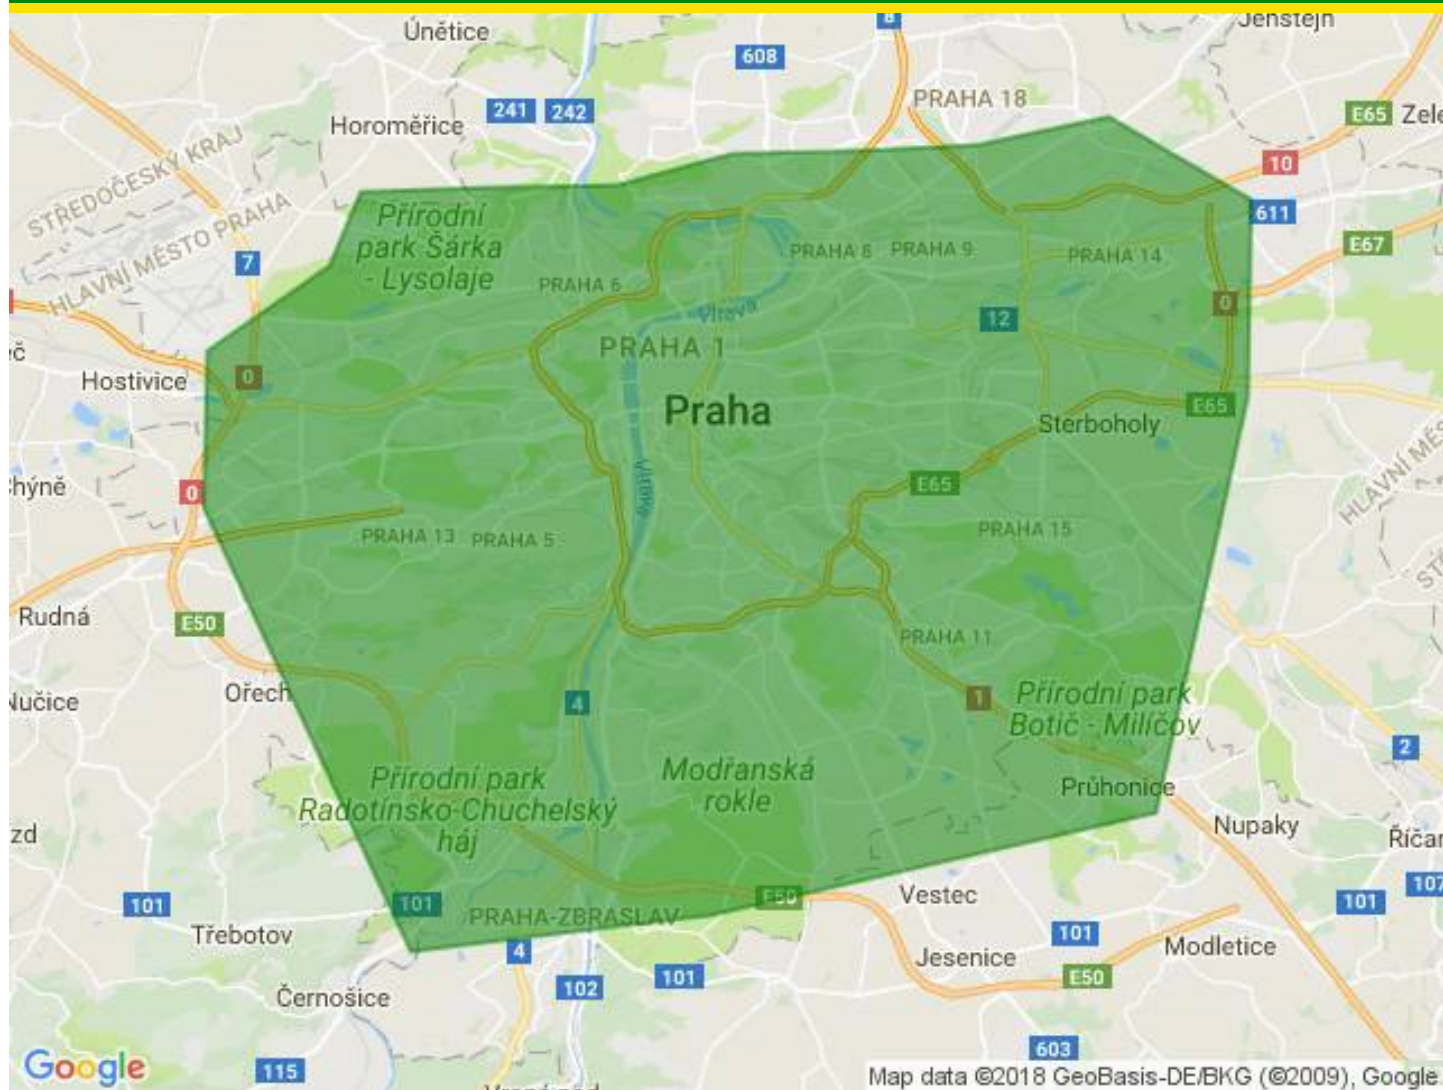 8
Jenštejn
Únětice
608
PRAHA 18
241
242
E65
Horoměřice
STŘEDOČESKÝ KRAJ
10
HLAVNÍ MĚSTO PRAHA
Přírodní
park Šárka
- Lysolaje
611
E67
7
PRAHA 8
PRAHA 9
PRAHA 14
PRAHA 6
Vltava
0
12
PRAHA 1
Hostivice
0
Praha
E65
Sterboholy
E65
0
Vltava
PRAHA 13
PRAHA 5
PRAHA 15
Rudná
E50
PRAHA 11
Ořech
4
1
Přírodní park
Botič - Milíčov
2
Přírodní park
Radotínsko-Chuchelský
háj
Modřanská
rokle
Průhonice
Nupaky
101
101
PRAHA-ZBRASLAV
E50
Vestec
101
107
Třebotov
4
101
Modletice
Jesenice
102
101
E50
Černošice
603
Google
115
Map data ©2018 GeoBasis-DE/BKG (©2009), Google